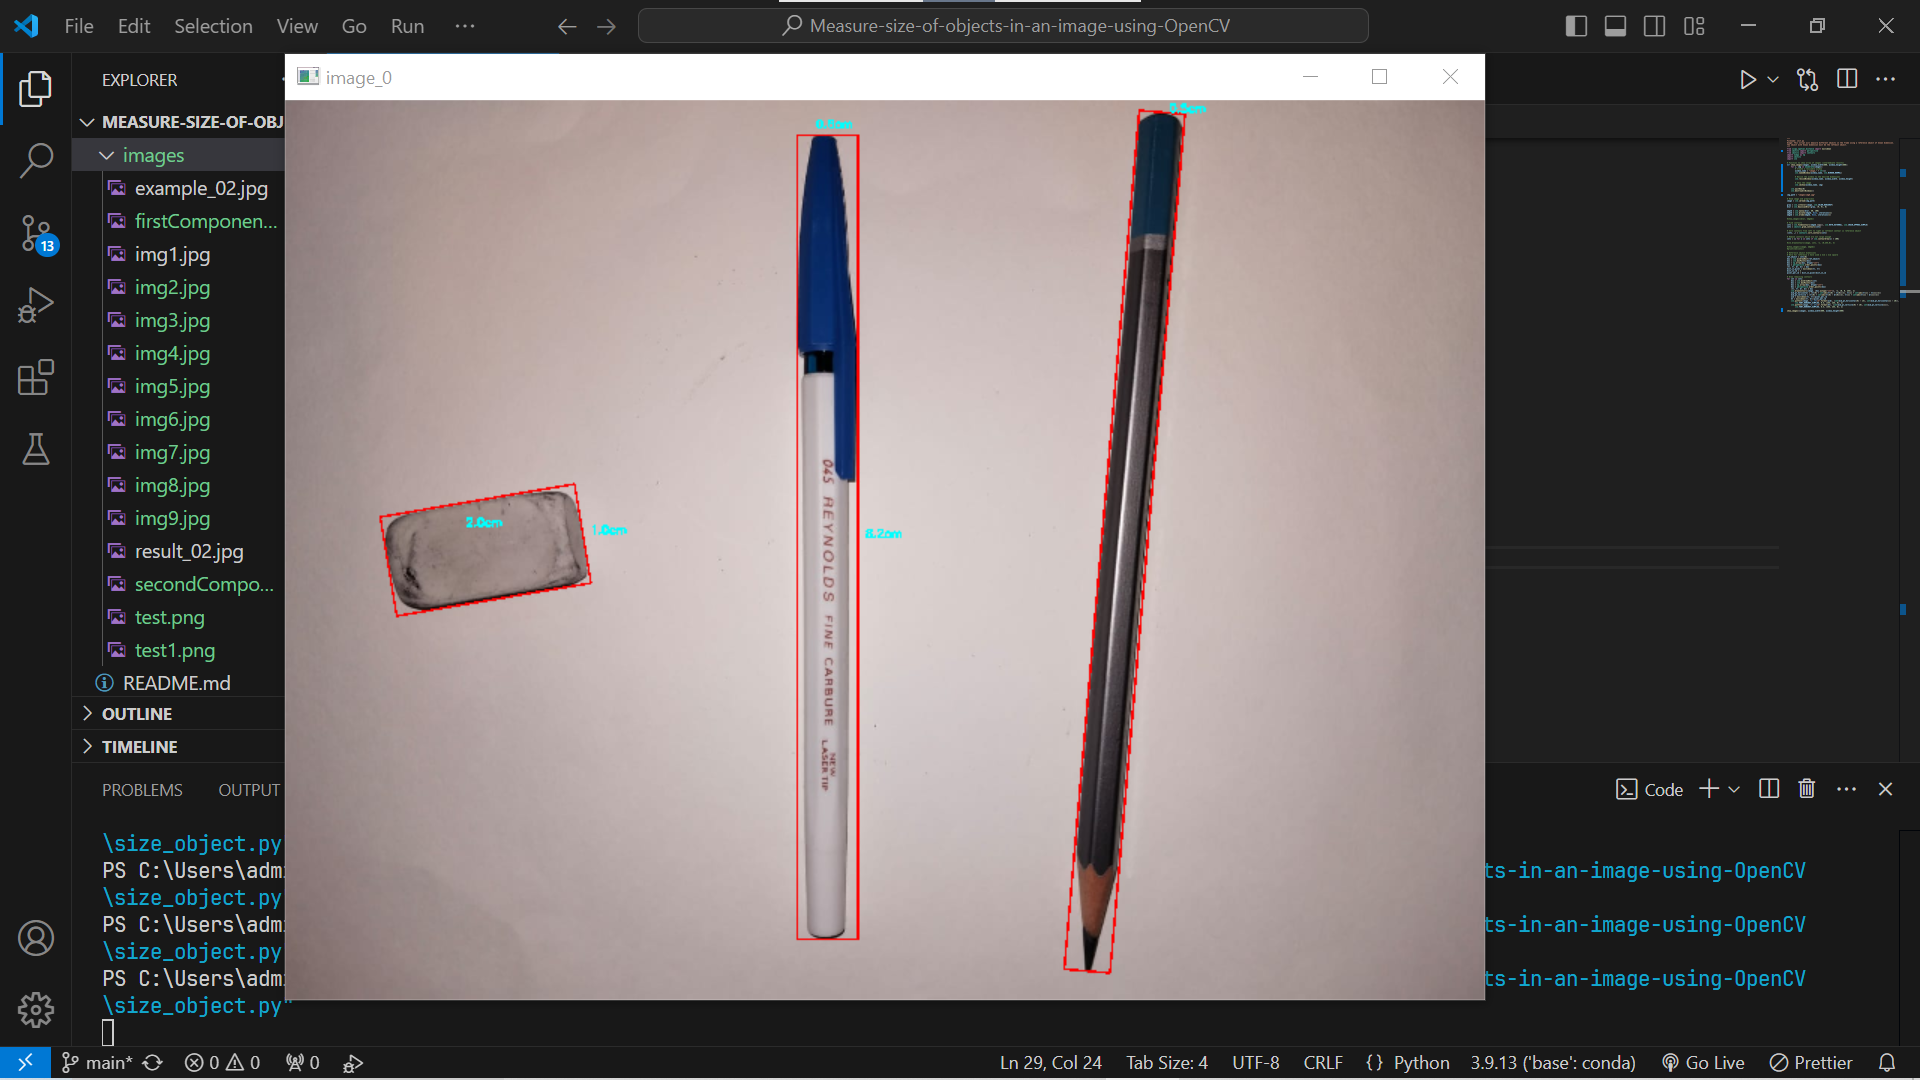 File Edit Selection View Go Run ...
Measure-size-of-objects-in-an-image-using-OpenCV
EXPLORER
MEASURE-SIZE-OF-OBJ
images
example_02.jpg
firstComponen...
img1.jpg
img2.jpg
img3.jpg
img4.jpg
img5.jpg
img6.jpg
img7.jpg
img8.jpg
img9.jpg
result_02.jpg
secondCompo...
test.png
test1.png
README.md
OUTLINE
TIMELINE
13
image_0
0.5cm
2.0cm
1.0cm
8.2cm
045 REYNOLDS FINE CARBURE
NEW
LASER TIP
PROBLEMS OUTPUT
Code
\size_object.py
PS C:\Users\adm
ts-in-an-image-using-OpenCV
\size_object.py
PS C:\Users\adm
ts-in-an-image-using-OpenCV
\size_object.py
PS C:\Users\adm
ts-in-an-image-using-OpenCV
\size_object.py"
main* 0 0 0 Ln 29, Col 24 Tab Size: 4 UTF-8 CRLF {} Python 3.9.13 ('base': conda) Go Live Prettier